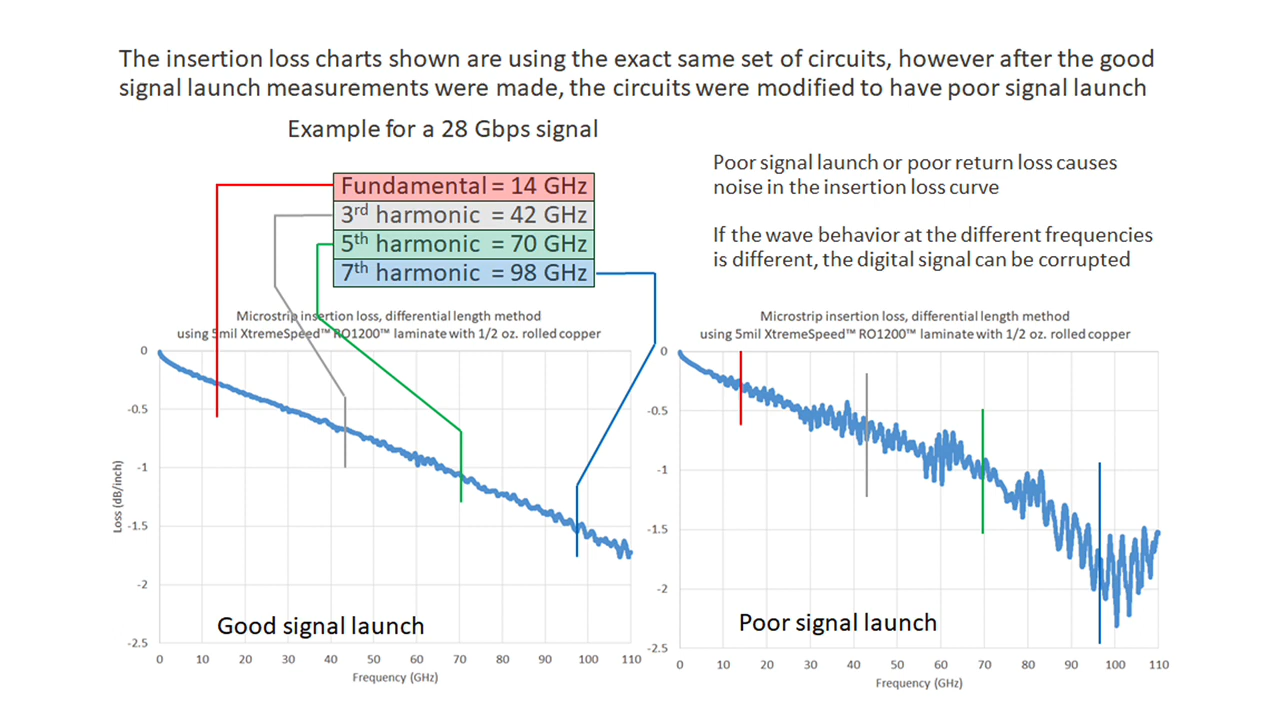 The insertion loss charts shown are using the exact same set of circuits, however after the good
signal launch measurements were made, the circuits were modified to have poor signal launch
Example for a 28 Gbps signal
Fundamental = 14 GHz
3rd harmonic = 42 GHz
5th harmonic = 70 GHz
7th harmonic = 98 GHz
Poor signal launch or poor return loss causes
noise in the insertion loss curve
If the wave behavior at the different frequencies
is different, the digital signal can be corrupted
Microstrip insertion loss, differential length method
using 5mil XtremeSpeed™ RO1200™ laminate with 1/2 oz. rolled copper
0
-0.5
-1
-1.5
-2
-2.5
Loss (dB/inch)
Good signal launch
0 10 20 30 40 50 60 70 80 90 100 110
Frequency (GHz)
Microstrip insertion loss, differential length method
using 5mil XtremeSpeed™ RO1200™ laminate with 1/2 oz. rolled copper
0
-0.5
-1
-1.5
-2
-2.5
Poor signal launch
0 10 20 30 40 50 60 70 80 90 100 110
Frequency (GHz)